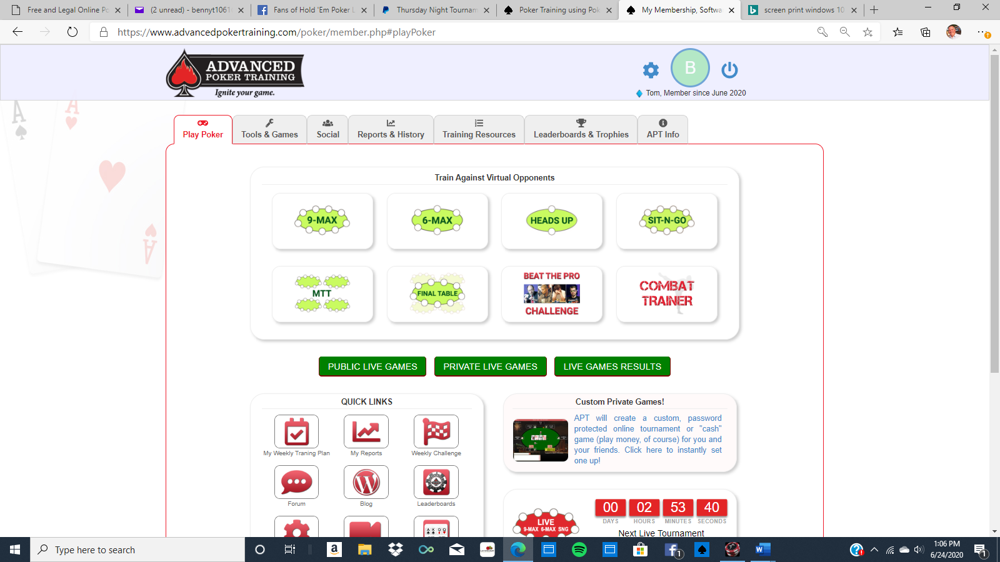 Free and Legal Online Po
(2 unread) - bennyt1061
Fans of Hold 'Em Poker L
Thursday Night Tournam
Poker Training using Pok
My Membership, Softwa
screen print windows 10
https://www.advancedpokertraining.com/poker/member.php#playPoker
ADVANCED
POKER TRAINING
Ignite your game.
B
Tom, Member since June 2020
Play Poker
Tools & Games
Social
Reports & History
Training Resources
Leaderboards & Trophies
APT Info
Train Against Virtual Opponents
9-MAX
6-MAX
HEADS UP
SIT-N-GO
MTT
FINAL TABLE
BEAT THE PRO
CHALLENGE
COMBAT
TRAINER
PUBLIC LIVE GAMES
PRIVATE LIVE GAMES
LIVE GAMES RESULTS
QUICK LINKS
My Weekly Traning Plan
My Reports
Weekly Challenge
Forum
Blog
Leaderboards
Custom Private Games!
APT will create a custom, password
protected online tournament or "cash"
game (play money, of course) for you and
your friends. Click here to instantly set
one up!
LIVE
9-MAX 6-MAX SNG
00 02 53 40
DAYS HOURS MINUTES SECONDS
Next Live Tournament
Type here to search
1:06 PM
6/24/2020